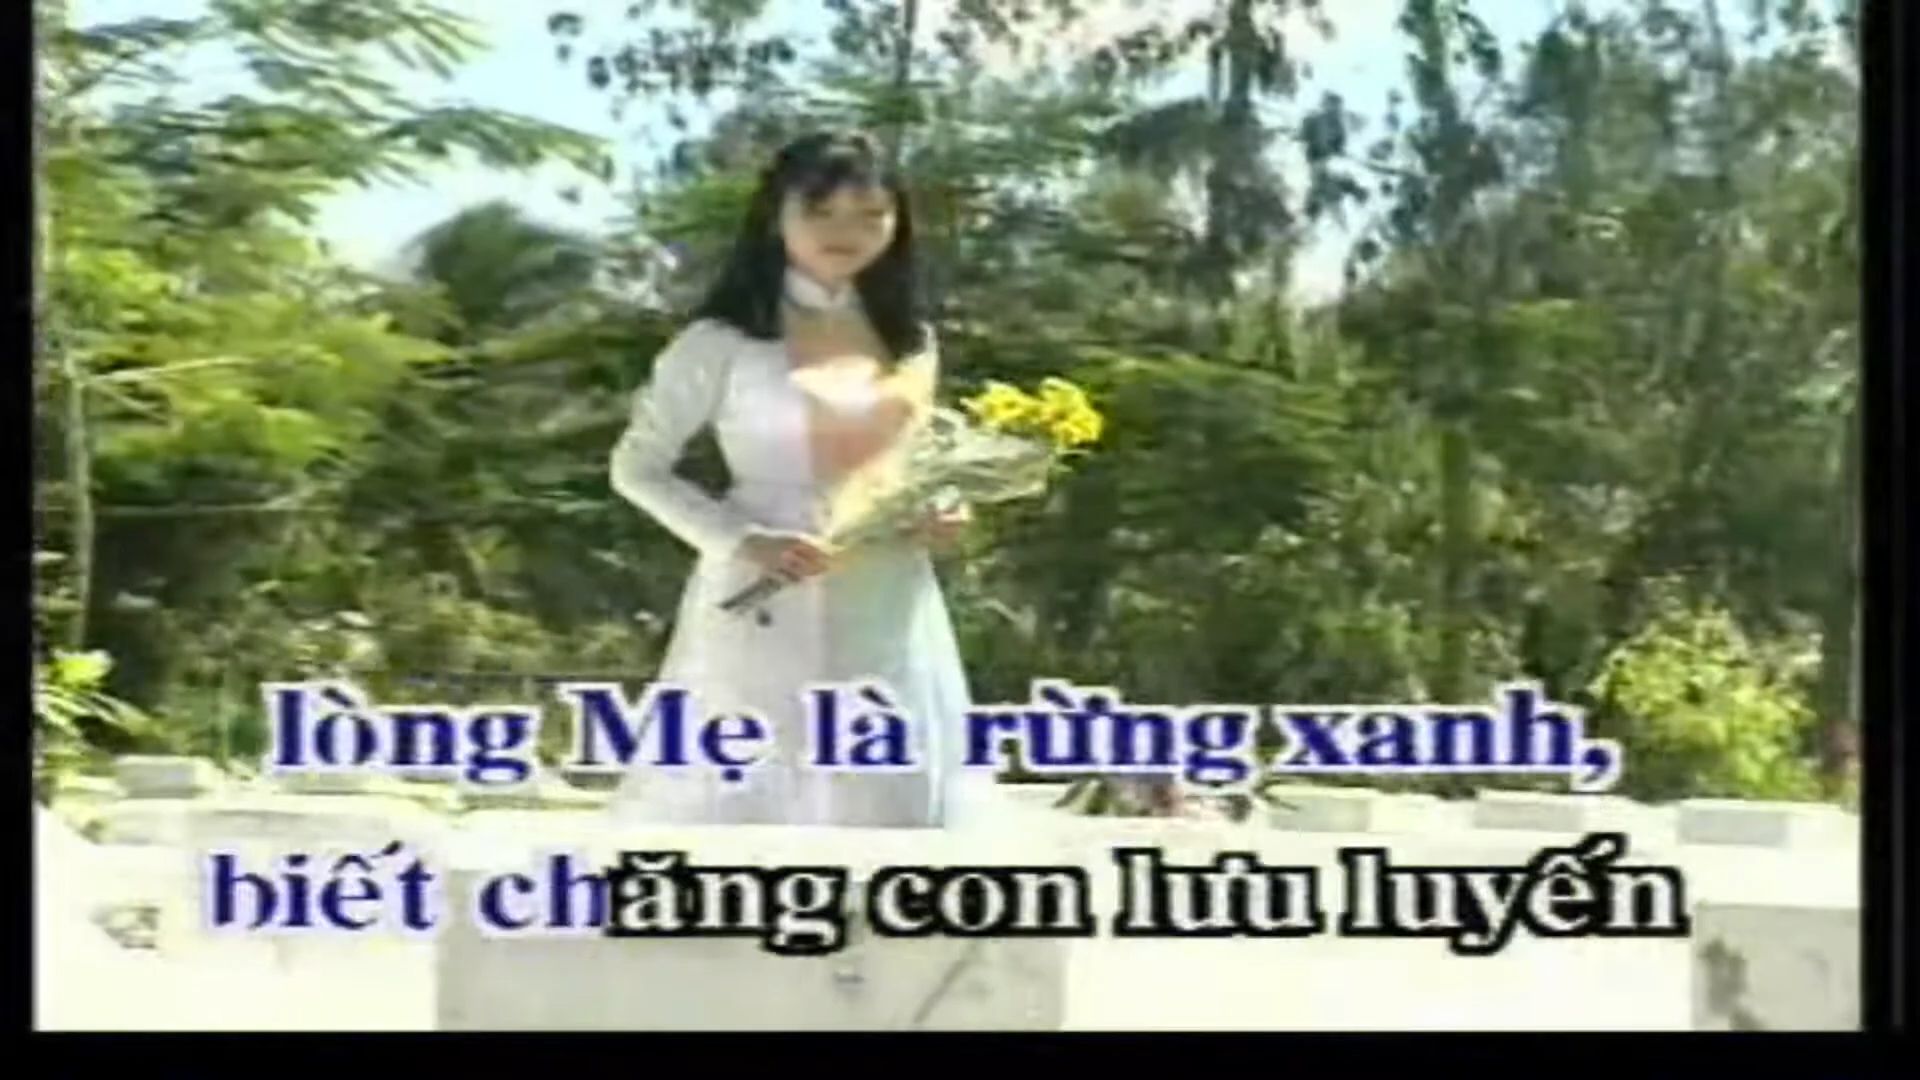 lòng Mẹ là rừng xanh,
biết chăng con lưu luyến